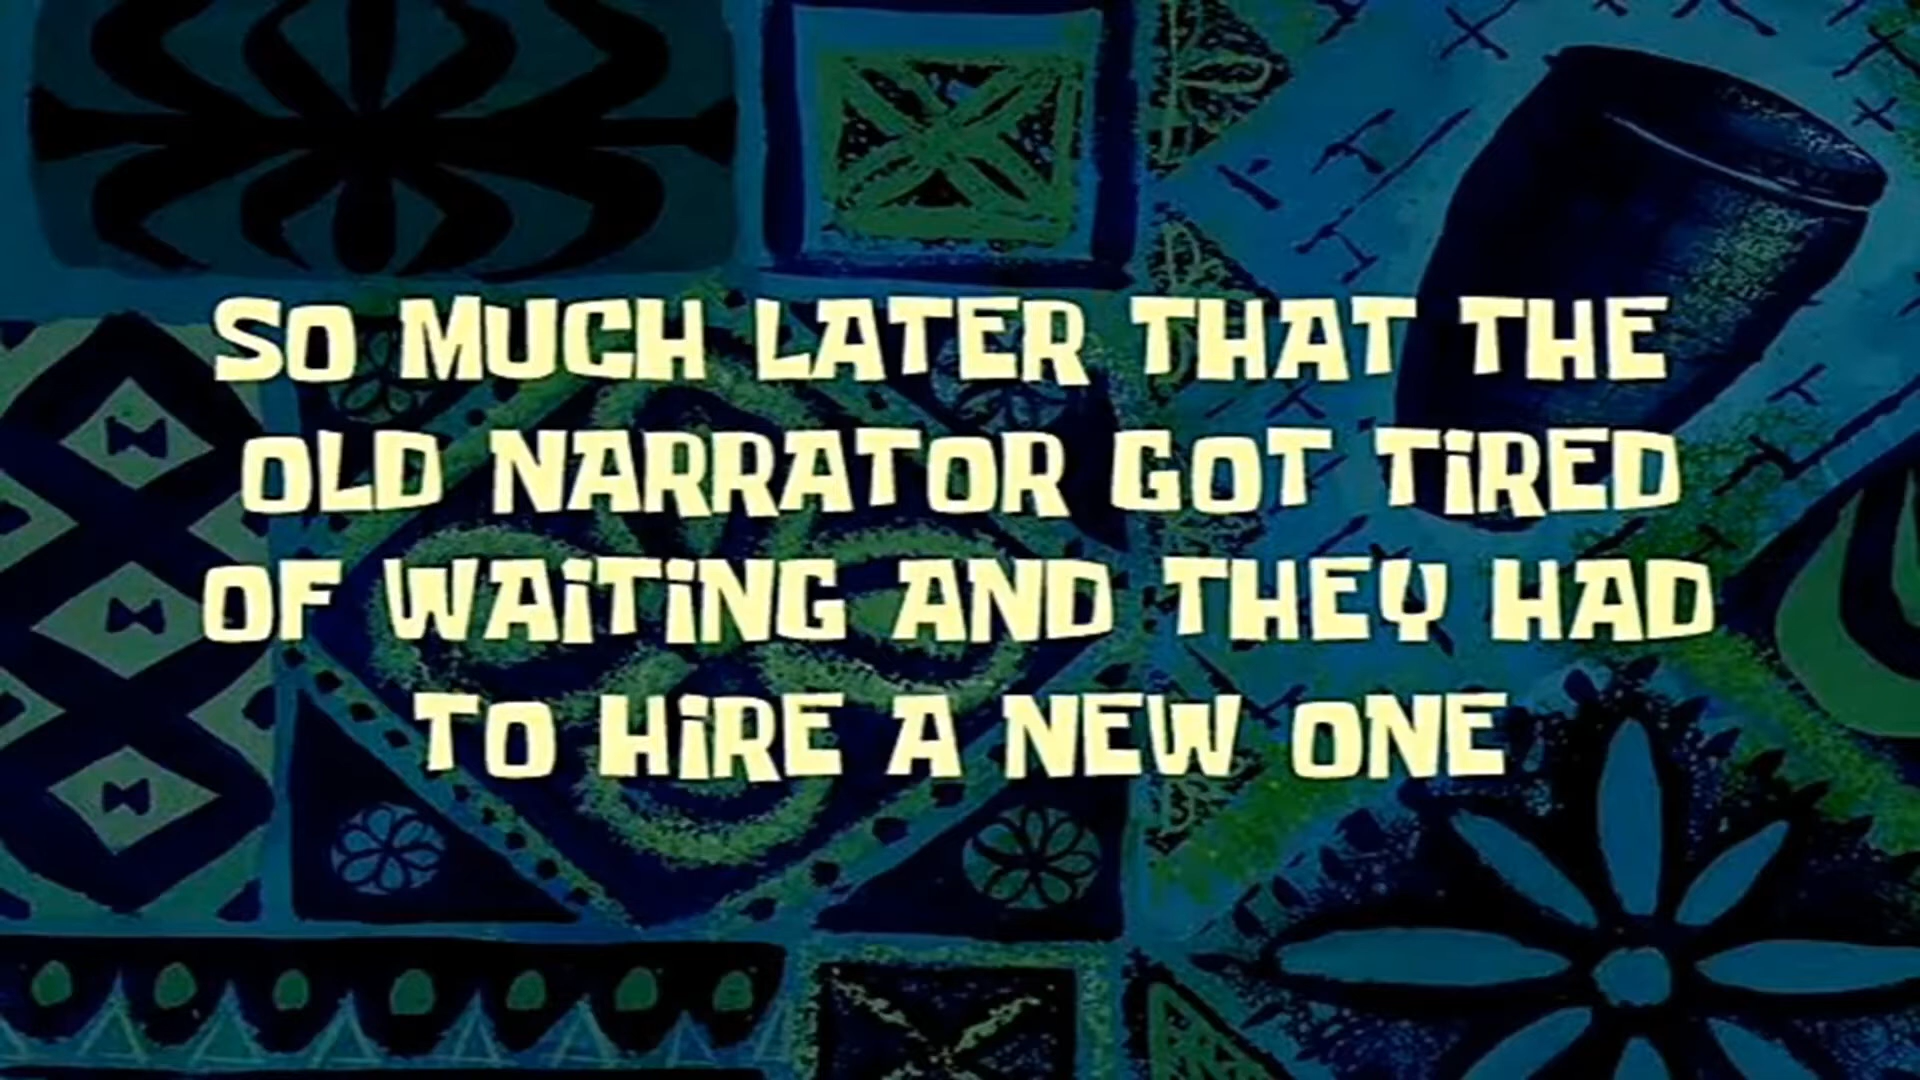 SO MUCH LATER THAT THE
OLD NARRATOR GOT TiRED
OF WAiTiNG AND THEY HAD
TO HiRE A NEW ONE